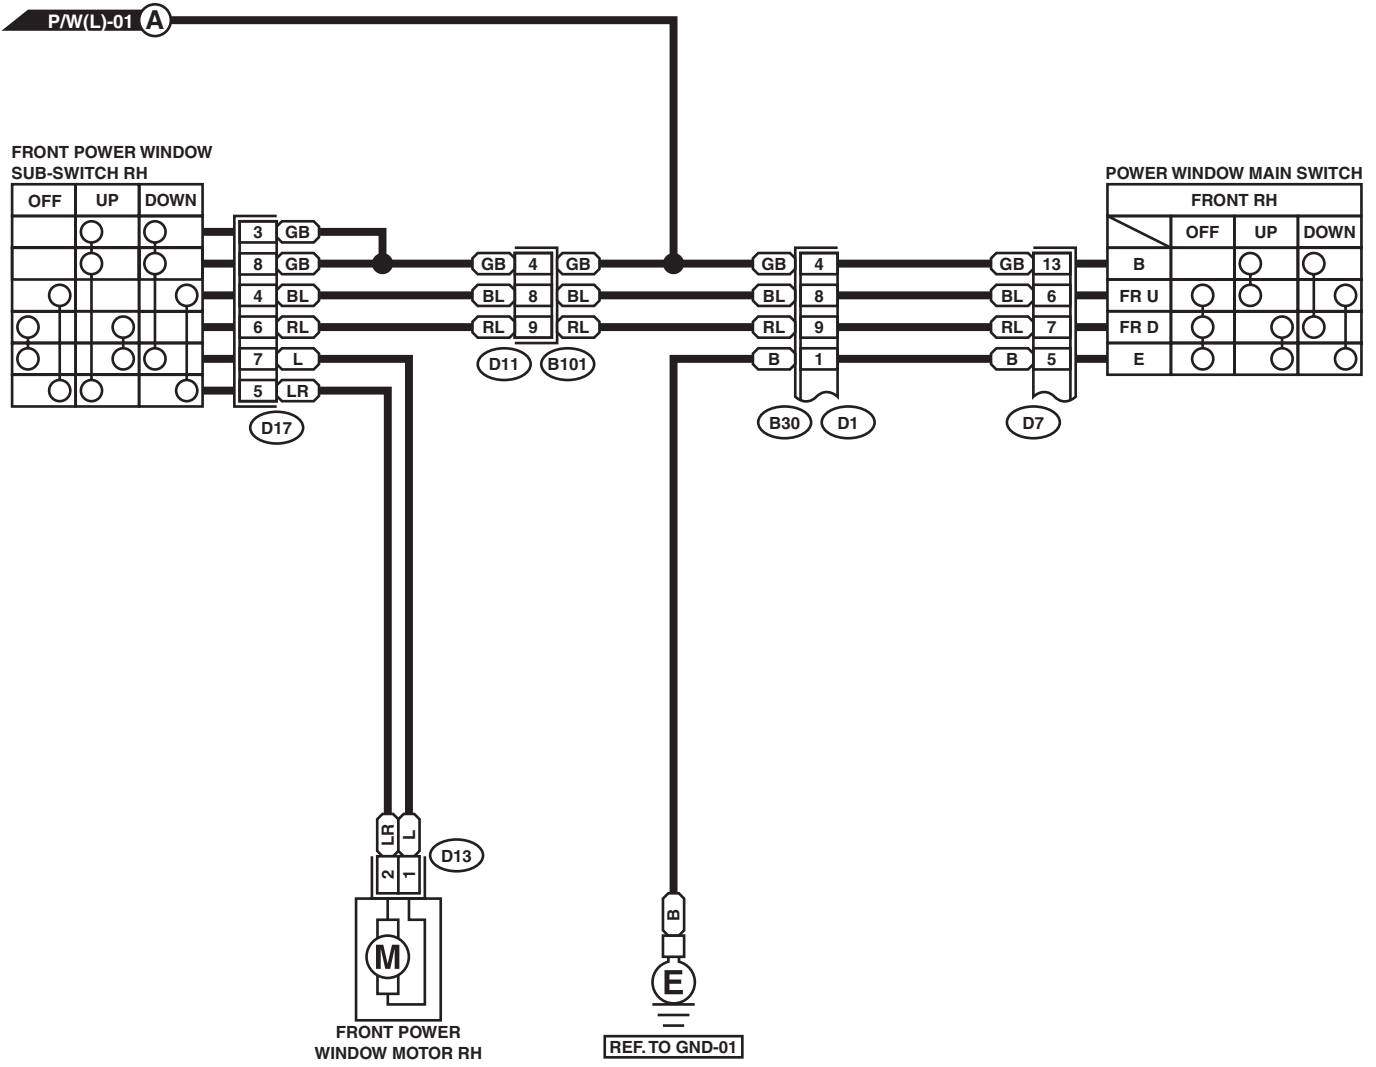 P/W(L)-01 A
FRONT POWER WINDOW
SUB-SWITCH RH
OFF UP DOWN
POWER WINDOW MAIN SWITCH
FRONT RH
OFF UP DOWN
3 GB
8 GB GB 4 GB GB 4 GB 13 B
4 BL BL 8 BL BL 8 BL 6 FR U
6 RL RL 9 RL RL 9 RL 7 FR D
7 L B 1 B 5 E
5 LR
D11 B101
D17
B30 D1
D7
LR L
D13
2 1
M
B
E
FRONT POWER
WINDOW MOTOR RH
REF. TO GND-01